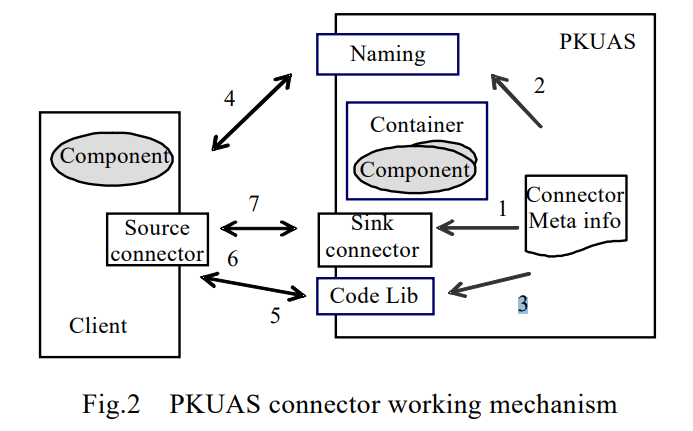 PKUAS
Naming
4
2
Container
Component
Component
Connector
Meta info
7
1
Source
connector
Sink
connector
6
Code Lib
3
5
Client
Fig.2 PKUAS connector working mechanism